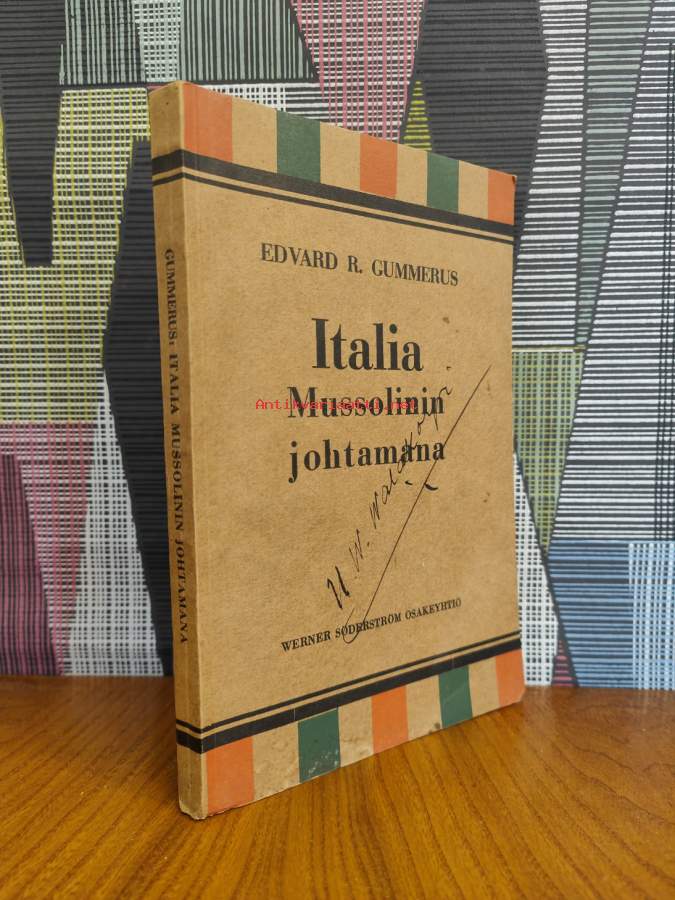 EDVARD R. GUMMERUS
Italia
Mussolinin
johtamana
Antikvariaatti.net
WERNER SÖDERSTRÖM OSAKEYHTIÖ
GUMMERUS: ITALIA MUSSOLININ JOHTAMANA